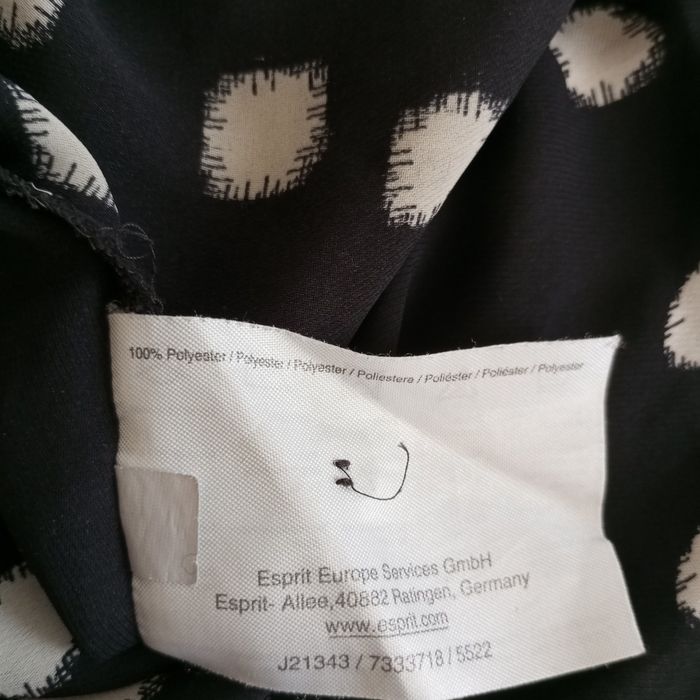 100% Polyester / Polyester / Polyester / Poliestere / Poliéster / Poliéster / Polyester
Esprit Europe Services GmbH
Esprit- Allee,40882 Ratingen, Germany
www.esprit.com
J21343 / 7333718 / 5522